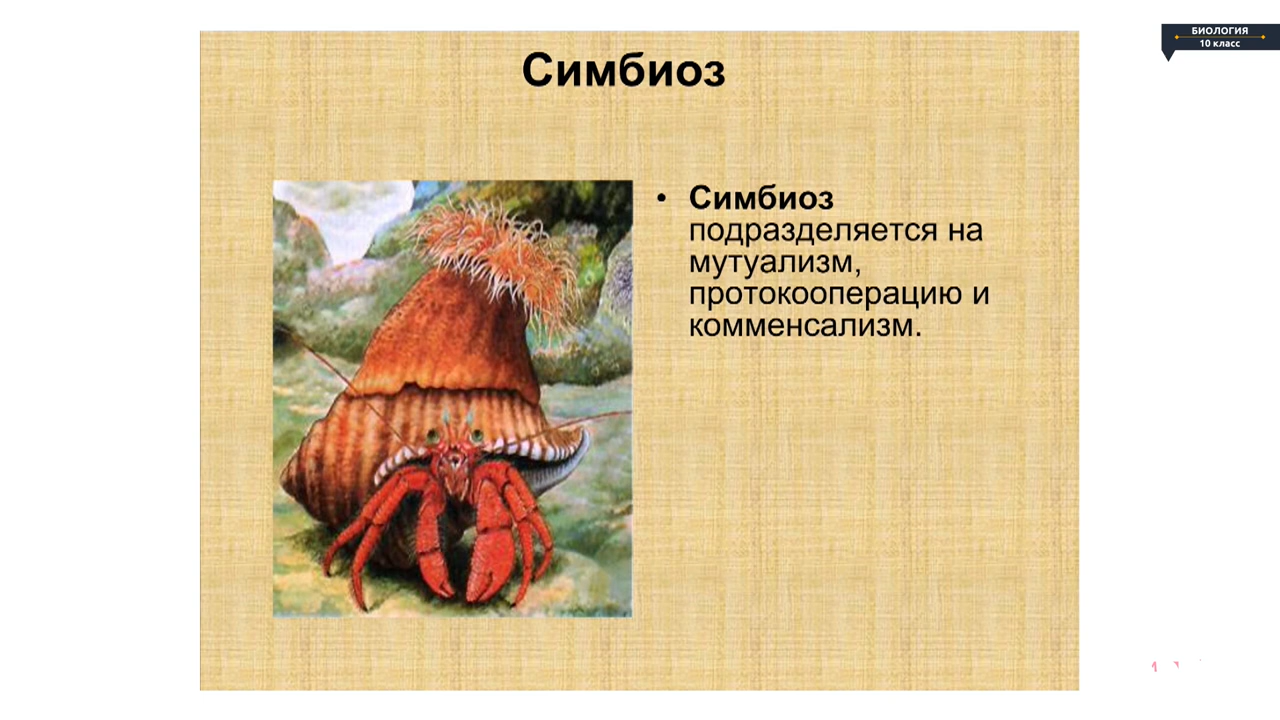 БИОЛОГИЯ
10 класс
Симбиоз
• Симбиоз
подразделяется на
мутуализм,
протокооперацию и
комменсализм.